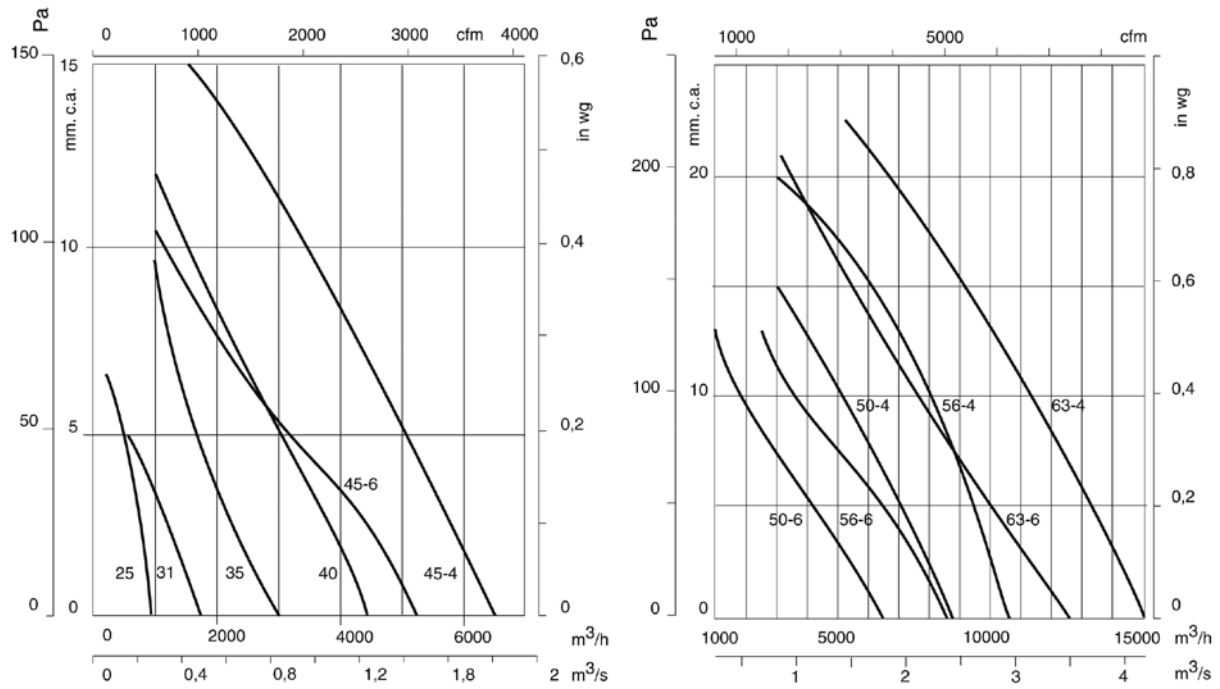 Pa
0 1000 2000 3000 cfm 4000
150 15 0,6
mm. c.a.
in wg
100 10 0,4
50 5 0,2
45-6
25 31 35 40 45-4
0 0 0
0 2000 4000 6000 m³/h
0 0,4 0,8 1,2 1,8 2 m³/s
Pa
1000 5000 cfm
mm. c.a.
in wg
200 20 0,8
0,6
100 10 0,4
50-4 56-4 63-4
0,2
50-6 56-6 63-6
0 0 0
1000 5000 10000 15000 m³/h
1 2 3 4 m³/s